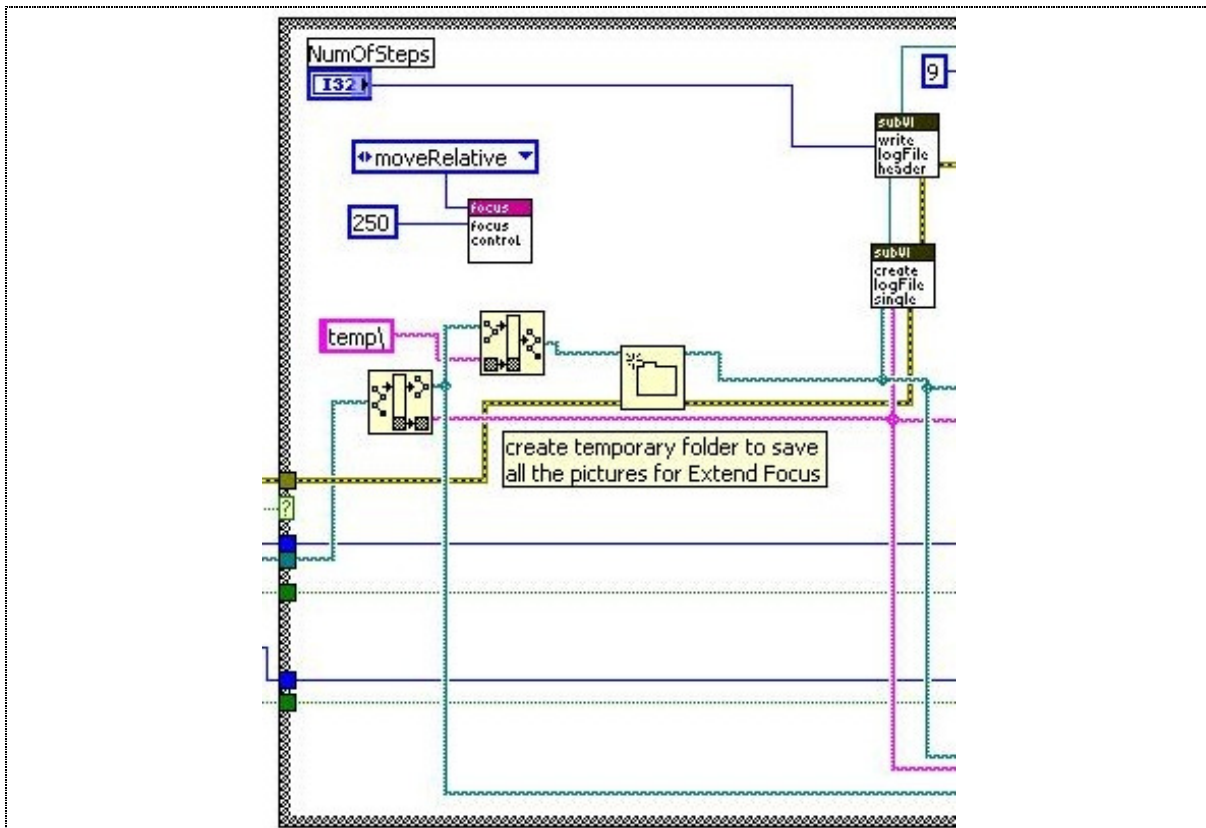 NumOfSteps
I32
9
subVI
write
logFile
header
moveRelative
focus
focus
control
250
subVI
create
logFile
single
temp\
create temporary folder to save
all the pictures for Extend Focus
?